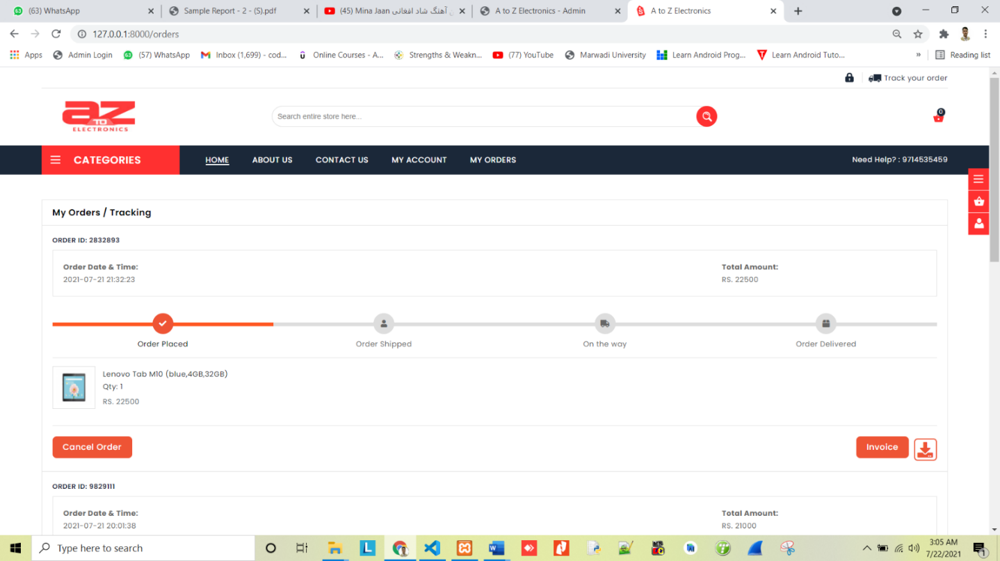 (63) WhatsApp
Sample Report - 2 - (S).pdf
(45) Mina Jaan آهنگ شاد افغانی
A to Z Electronics - Admin
A to Z Electronics
127.0.0.1:8000/orders
Apps
Admin Login
(57) WhatsApp
Inbox (1,699) - cod...
Online Courses - A...
Strengths & Weakn...
(77) YouTube
Marwadi University
Learn Android Prog...
Learn Android Tuto...
»
Reading list
Track your order
aZ
TO
ELECTRONICS
Search entire store here...
0
CATEGORIES
HOME
ABOUT US
CONTACT US
MY ACCOUNT
MY ORDERS
Need Help? : 9714535459
My Orders / Tracking
ORDER ID: 2832893
Order Date & Time:
Total Amount:
2021-07-21 21:32:23
RS. 22500
Order Placed
Order Shipped
On the way
Order Delivered
Lenovo Tab M10 (blue,4GB,32GB)
Qty: 1
RS. 22500
Cancel Order
Invoice
ORDER ID: 9829111
Order Date & Time:
Total Amount:
2021-07-21 20:01:38
RS. 21000
Type here to search
3:05 AM
7/22/2021